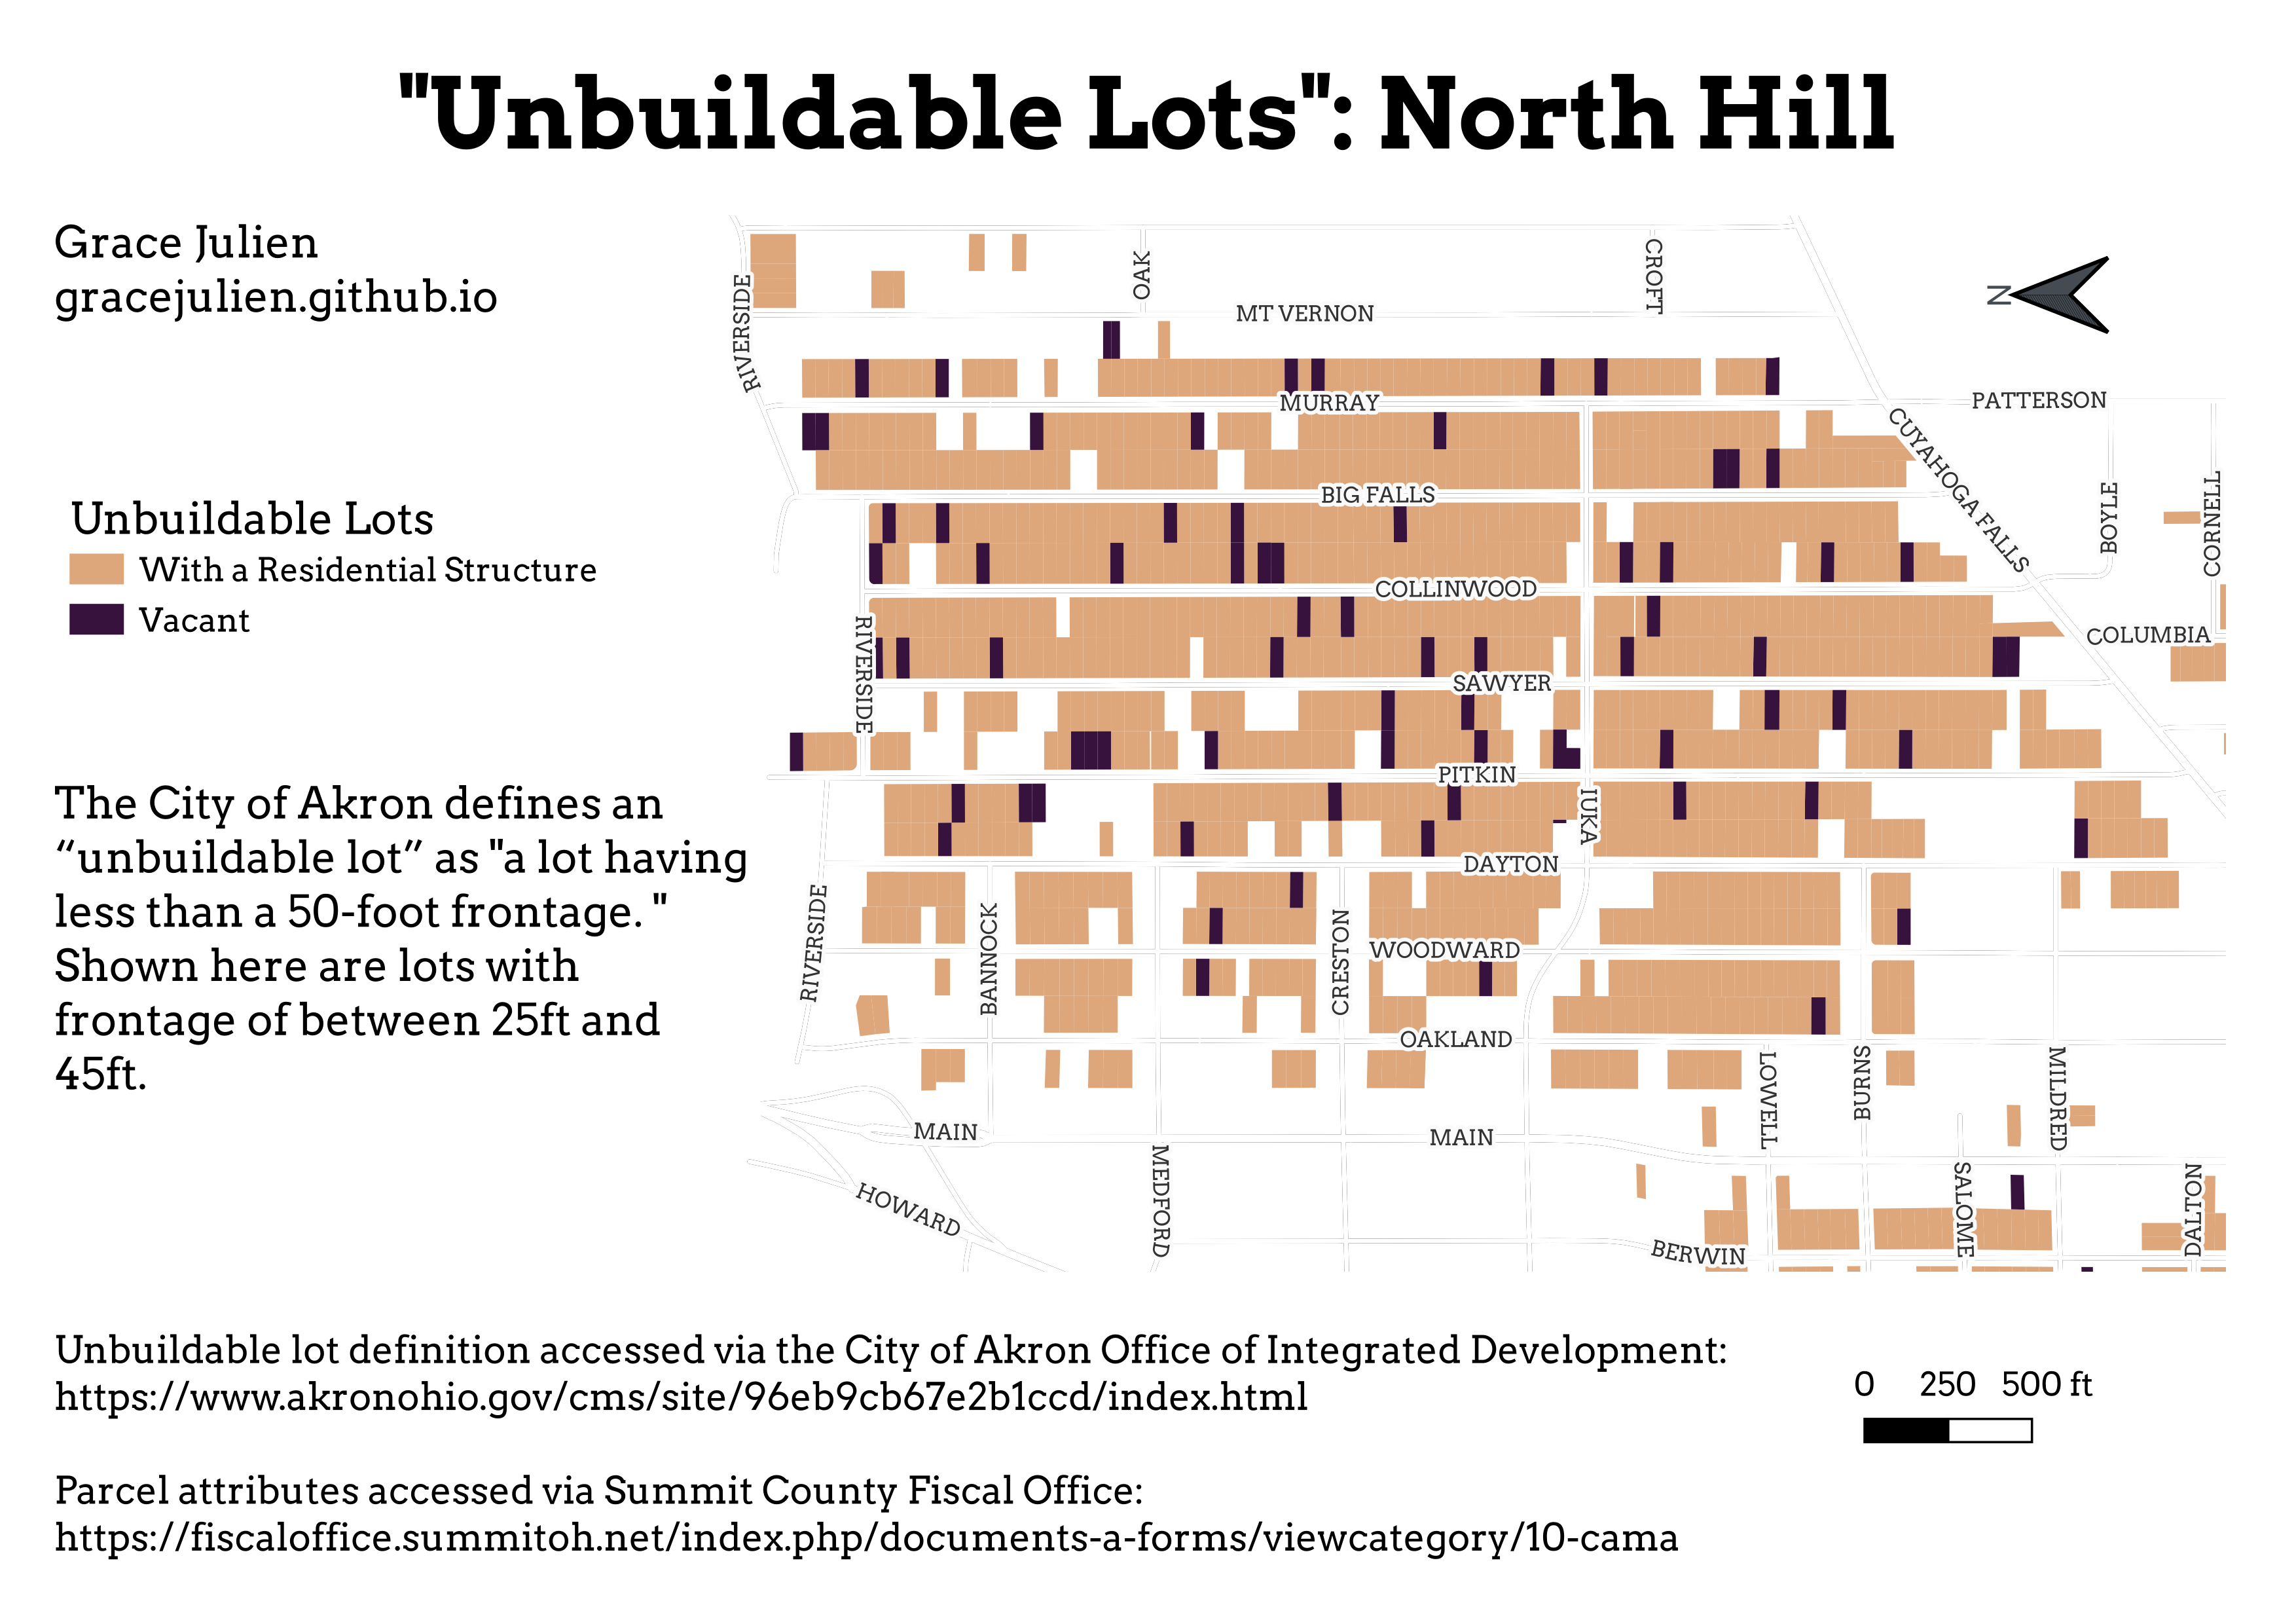 "Unbuildable Lots": North Hill
Grace Julien
gracejulien.github.io
Unbuildable Lots
With a Residential Structure
Vacant
The City of Akron defines an
“unbuildable lot” as "a lot having
less than a 50-foot frontage. "
Shown here are lots with
frontage of between 25ft and
45ft.
RIVERSIDE
OAK
CROFT
N
MT VERNON
MURRAY
PATTERSON
CUYAHOGA FALLS
BIG FALLS
BOYLE
CORNELL
COLLINWOOD
RIVERSIDE
COLUMBIA
SAWYER
PITKIN
IUKA
DAYTON
RIVERSIDE
BANNOCK
CRESTON
WOODWARD
OAKLAND
LOWELL
BURNS
MILDRED
MAIN
MAIN
MEDFORD
HOWARD
SALOME
DALTON
BERWIN
Unbuildable lot definition accessed via the City of Akron Office of Integrated Development:
https://www.akronohio.gov/cms/site/96eb9cb67e2b1ccd/index.html
0 250 500 ft
Parcel attributes accessed via Summit County Fiscal Office:
https://fiscaloffice.summitoh.net/index.php/documents-a-forms/viewcategory/10-cama